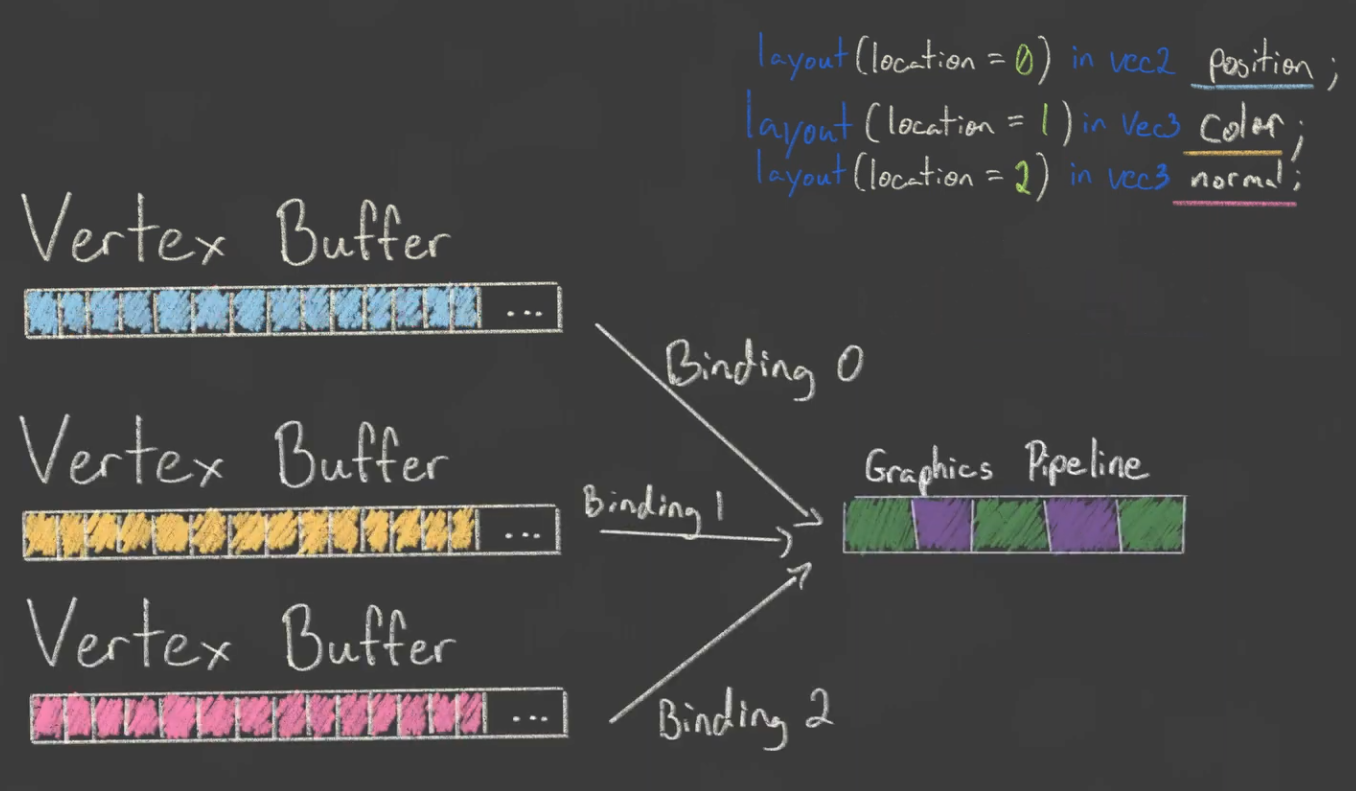 layout (location = 0) in vec2 position;
layout (location = 1) in vec3 color;
layout (location = 2) in vec3 normal;
Vertex Buffer
...
Binding 0
Vertex Buffer
...
Binding 1
Graphics Pipeline
Vertex Buffer
...
Binding 2